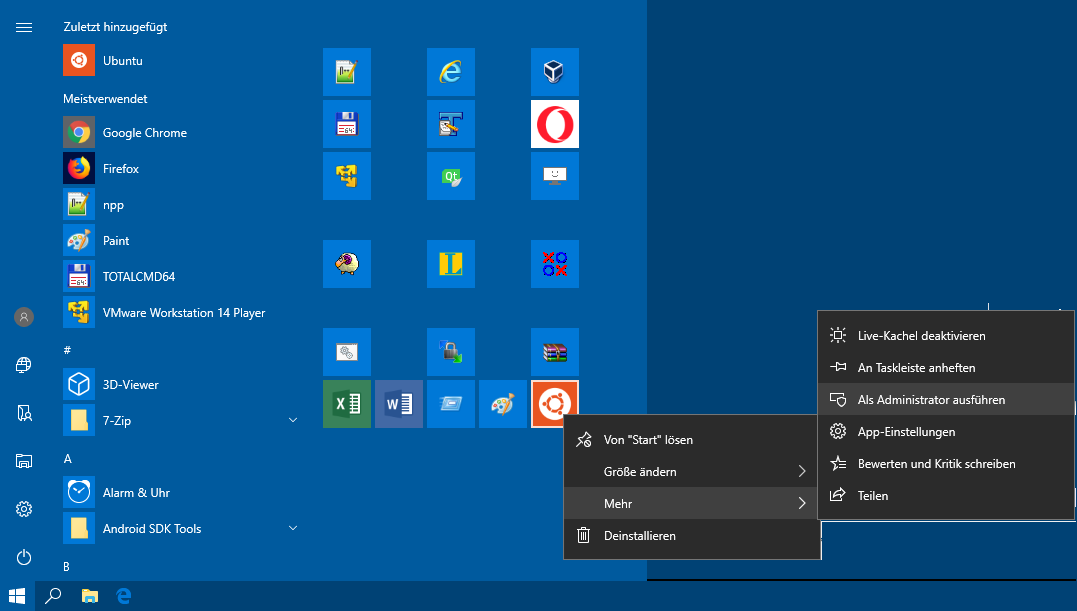 Zuletzt hinzugefügt
Ubuntu
Meistverwendet
Google Chrome
Firefox
npp
Paint
TOTALCMD64
VMware Workstation 14 Player
#
3D-Viewer
7-Zip
A
Alarm & Uhr
Android SDK Tools
B
64
Qt
Von "Start" lösen
Größe ändern
Mehr
Deinstallieren
Live-Kachel deaktivieren
An Taskleiste anheften
Als Administrator ausführen
App-Einstellungen
Bewerten und Kritik schreiben
Teilen